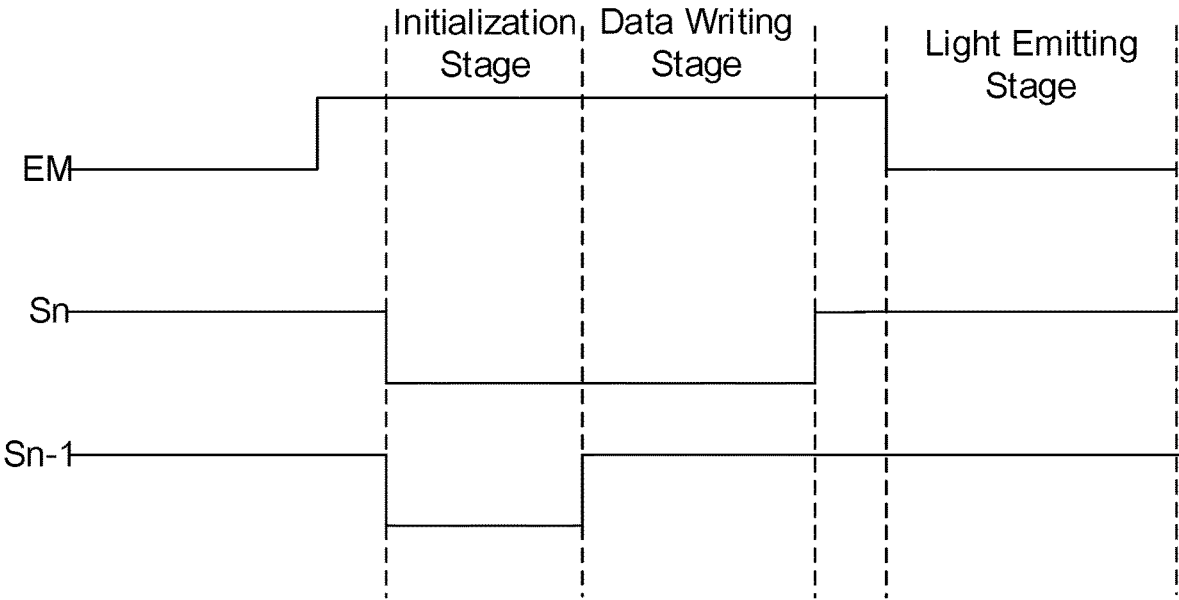 Initialization
Stage
Data Writing
Stage
Light Emitting
Stage
EM
Sn
Sn-1